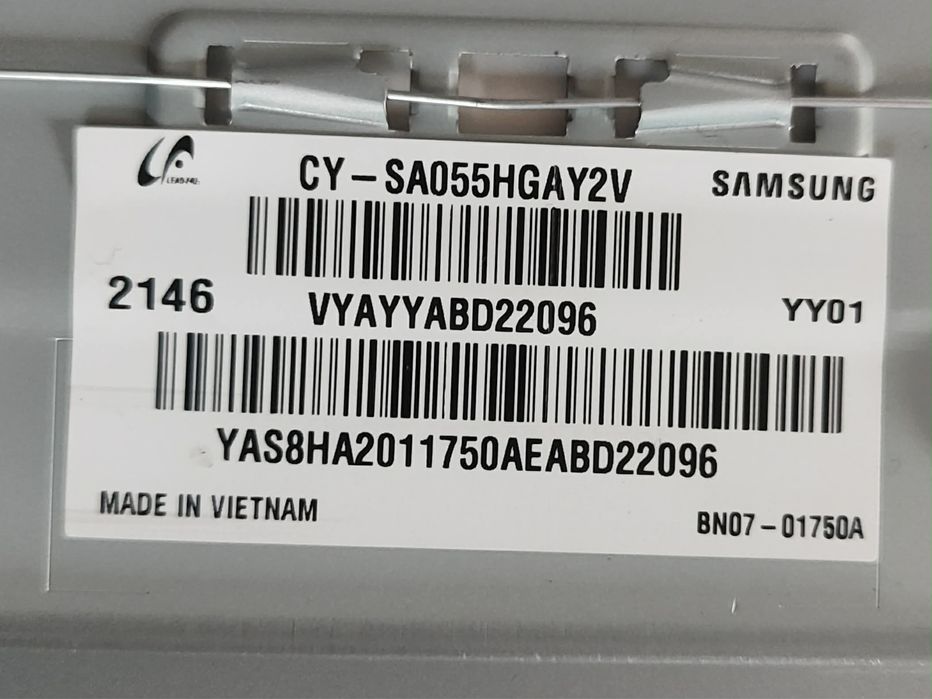 CY-SA055HGAY2V
SAMSUNG
2146
VYAYYABD22096
YY01
YAS8HA2011750AEABD22096
MADE IN VIETNAM
BN07-01750A